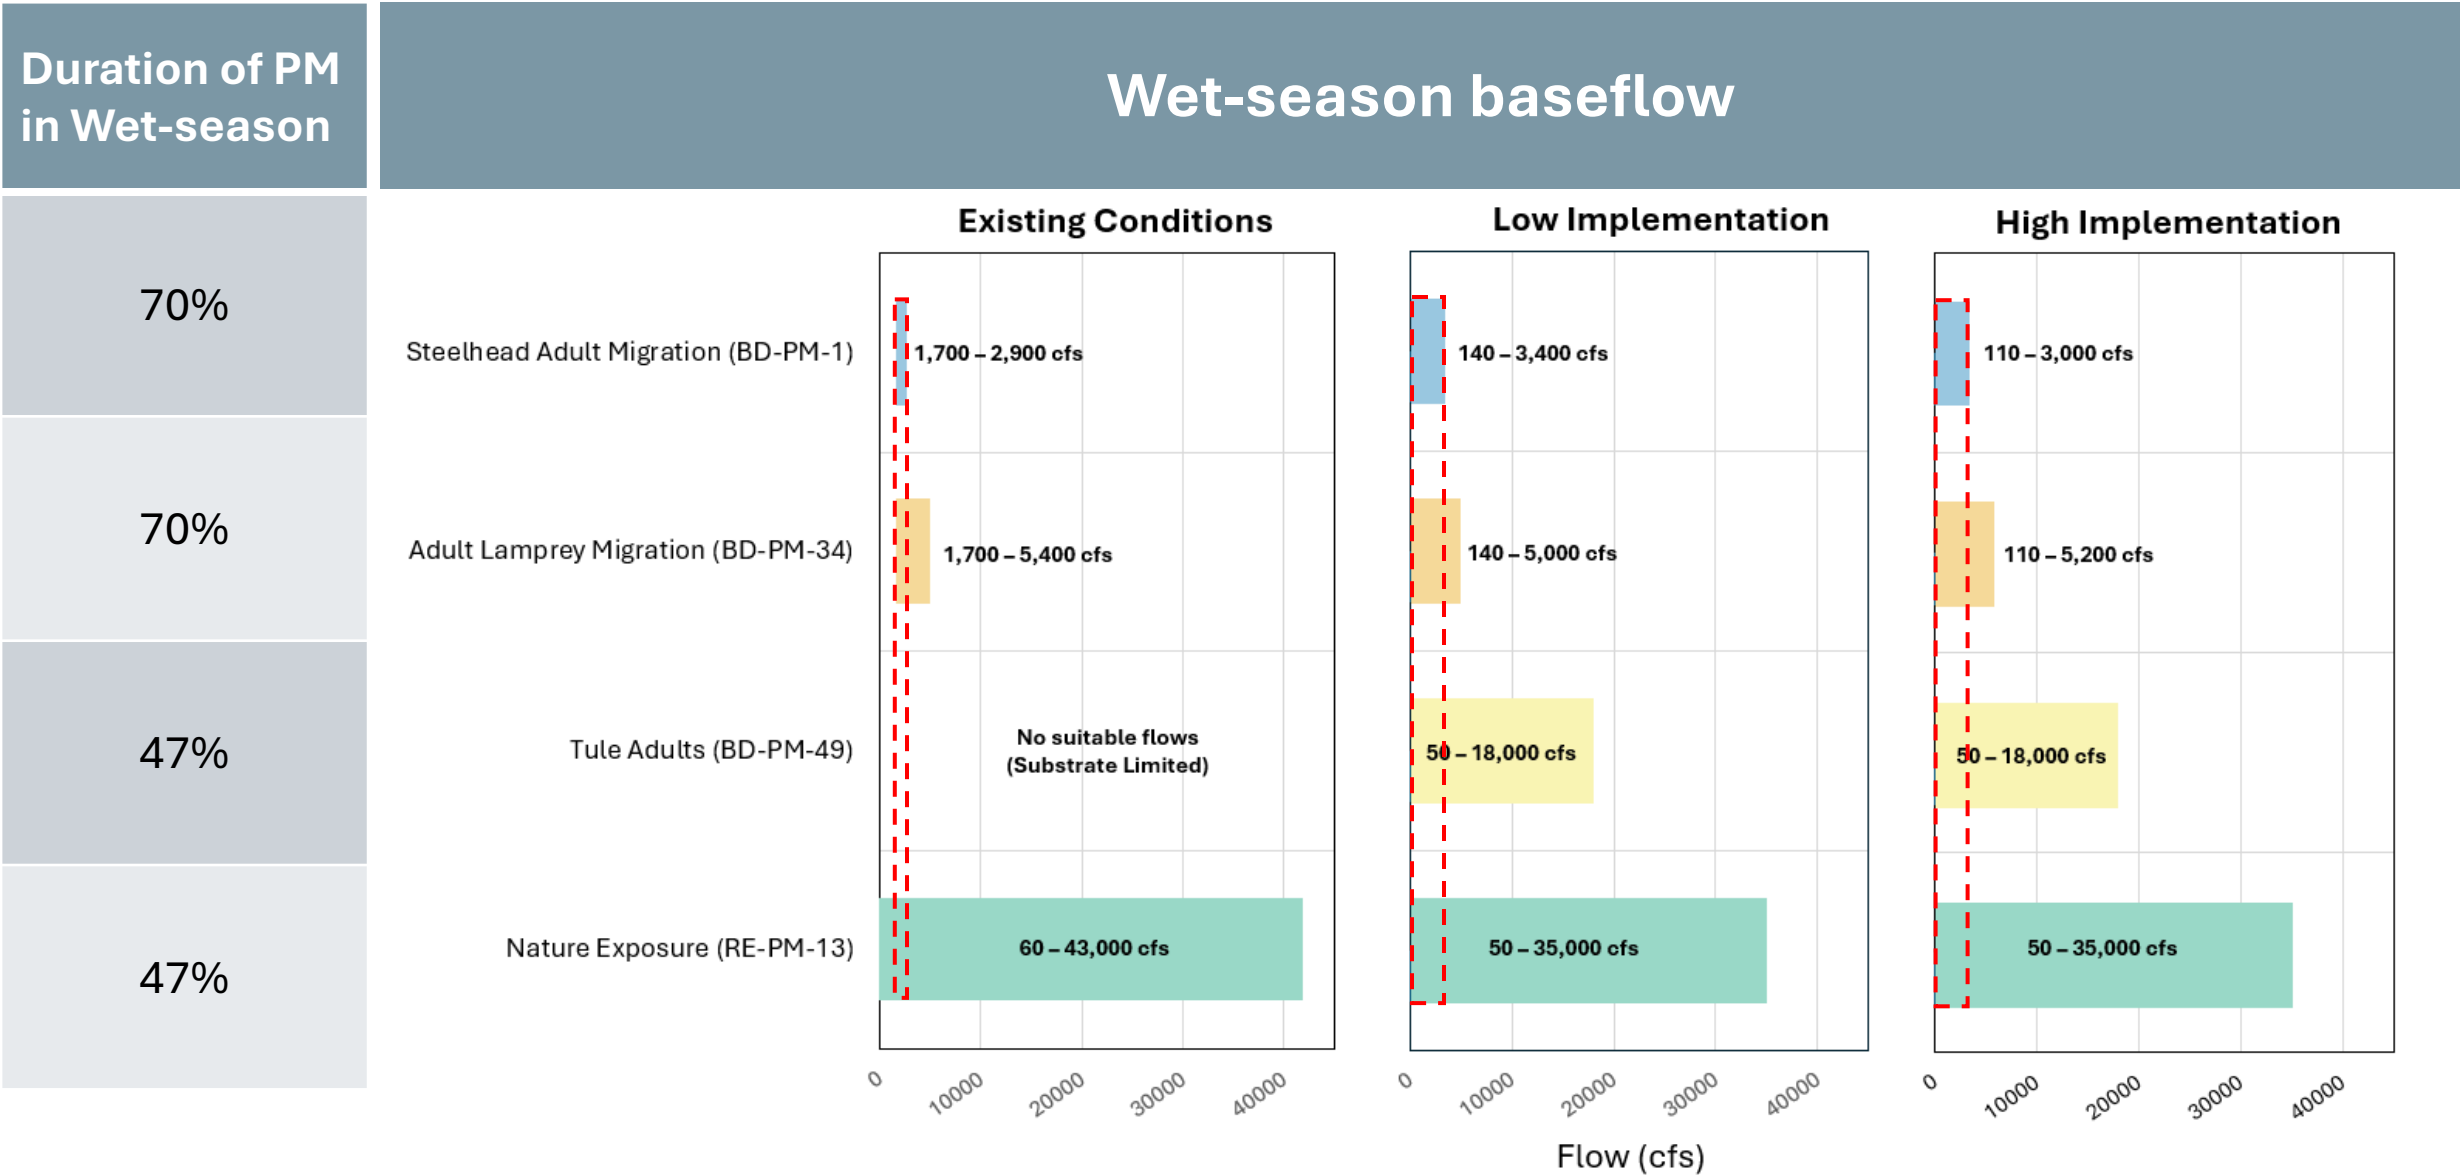 Duration of PM
in Wet-season
Wet-season baseflow
Existing Conditions
Low Implementation
High Implementation
70%
Steelhead Adult Migration (BD-PM-1)
1,700 – 2,900 cfs
140 – 3,400 cfs
110 – 3,000 cfs
70%
Adult Lamprey Migration (BD-PM-34)
1,700 – 5,400 cfs
140 – 5,000 cfs
110 – 5,200 cfs
47%
Tule Adults (BD-PM-49)
No suitable flows
(Substrate Limited)
50 – 18,000 cfs
50 – 18,000 cfs
47%
Nature Exposure (RE-PM-13)
60 – 43,000 cfs
50 – 35,000 cfs
50 – 35,000 cfs
0 10000 20000 30000 40000
0 10000 20000 30000 40000
0 10000 20000 30000 40000
Flow (cfs)